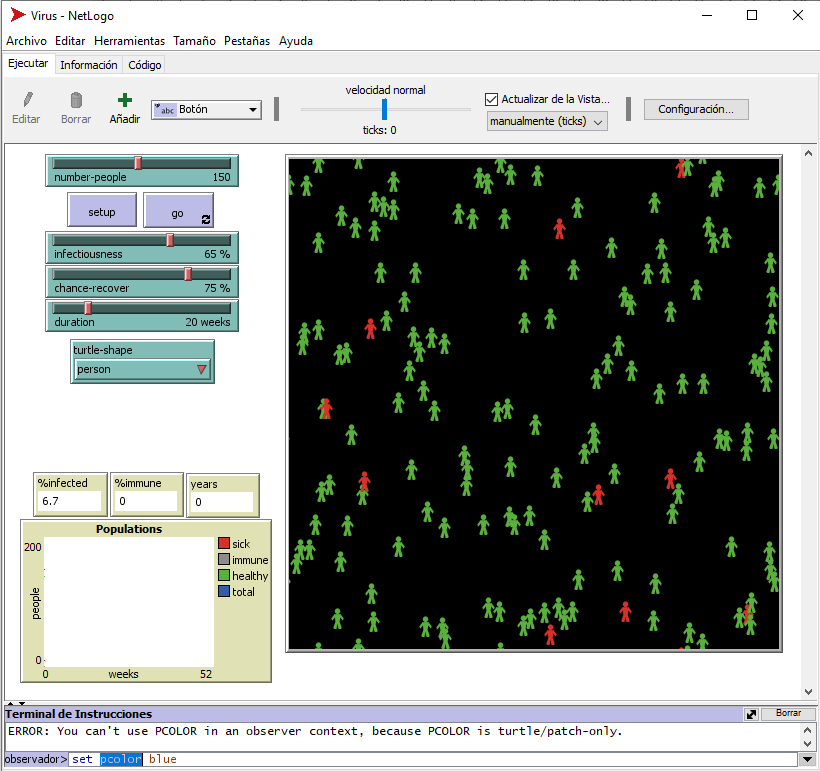 Virus - NetLogo
Archivo Editar Herramientas Tamaño Pestañas Ayuda
Ejecutar Información Código
Editar Borrar Añadir abc Botón
velocidad normal
ticks: 0
Actualizar de la Vista...
manualmente (ticks)
Configuración...
number-people 150
setup go
infectiousness 65 %
chance-recover 75 %
duration 20 weeks
turtle-shape
person
%infected %immune years
6.7 0 0
Populations
200
people
0
0 weeks 52
sick
immune
healthy
total
Terminal de Instrucciones Borrar
ERROR: You can't use PCOLOR in an observer context, because PCOLOR is turtle/patch-only.
observador> set pcolor blue